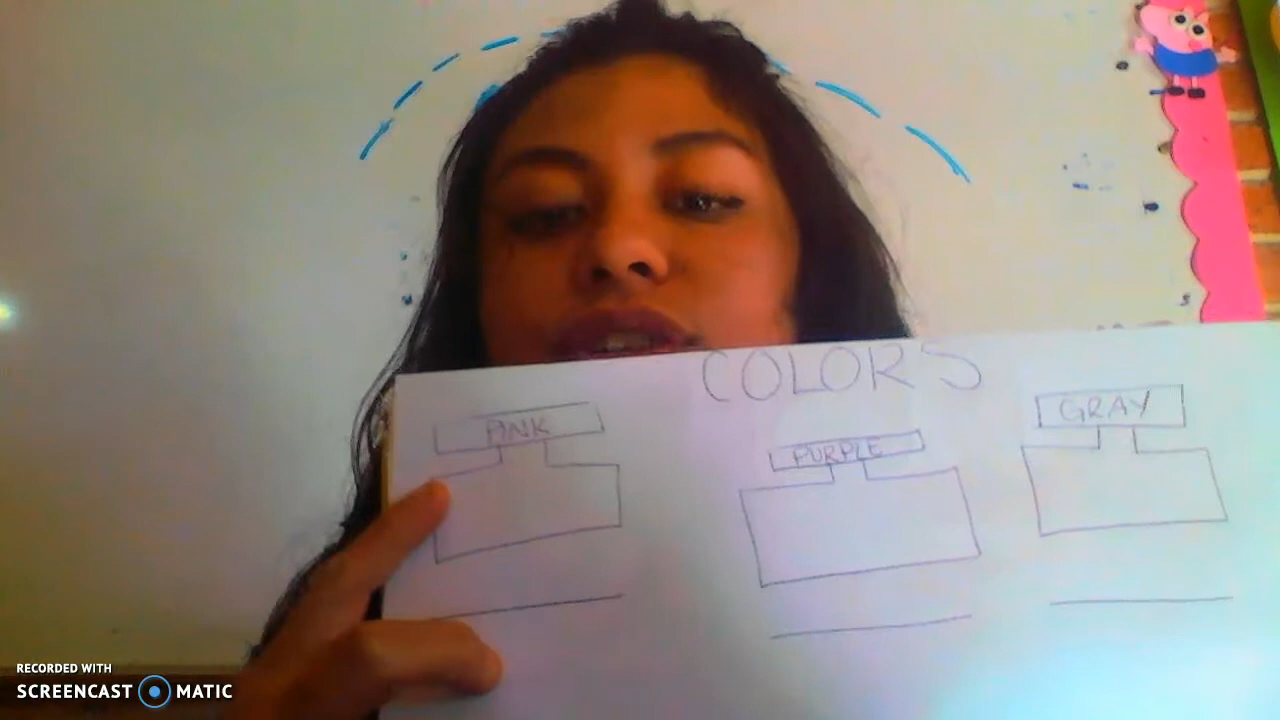 COLORS
PINK
PURPLE
GRAY
RECORDED WITH
SCREENCAST MATIC